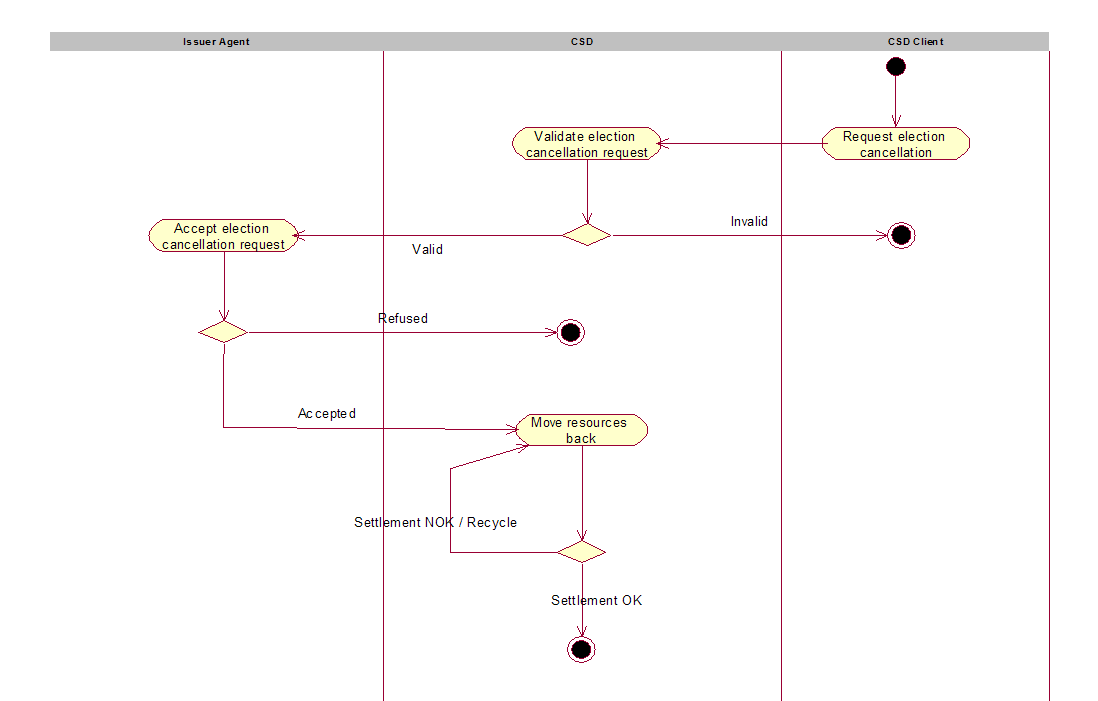 Issuer Agent
CSD
CSD Client
Validate election
cancellation request
Request election
cancellation
Invalid
Accept election
cancellation request
Valid
Refused
Accepted
Move resources
back
Settlement NOK / Recycle
Settlement OK